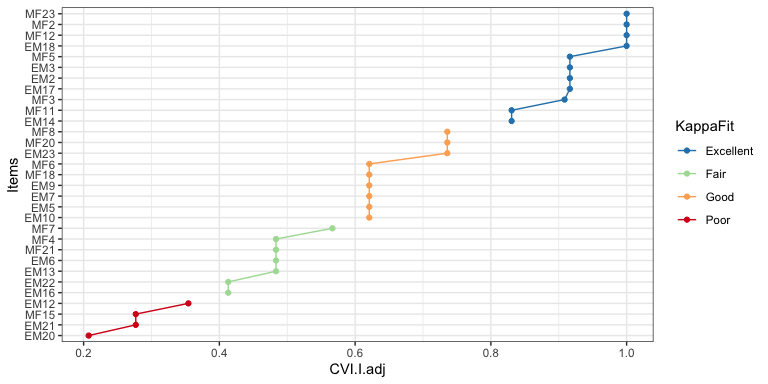 MF23
MF2
MF12
EM18
MF5
EM3
EM2
EM17
MF3
MF11
EM14
MF8
MF20
EM23
MF6
MF18
EM9
EM7
EM5
EM10
MF7
MF4
MF21
EM6
EM13
EM22
EM16
EM12
MF15
EM21
EM20
Items
0.2 0.4 0.6 0.8 1.0
CVI.I.adj
KappaFit
Excellent
Fair
Good
Poor